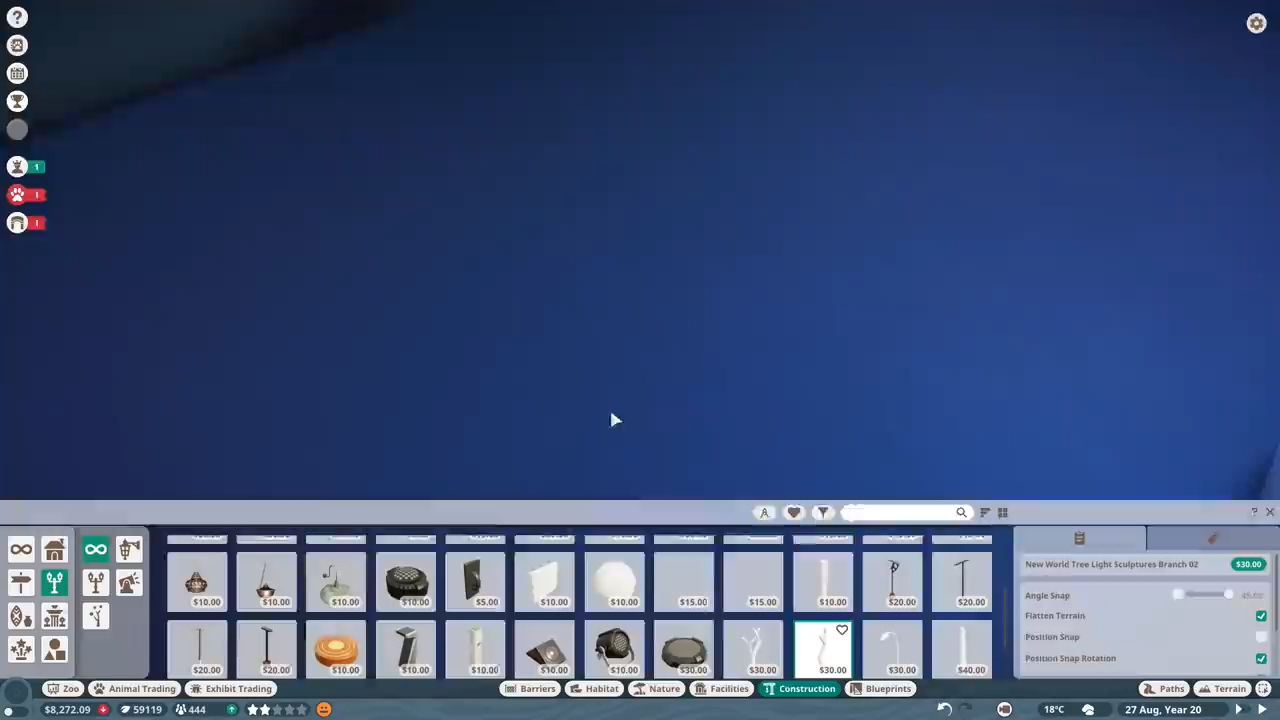 ?
1
1
1
? ×
$10.00 $10.00 $10.00 $10.00 $5.00 $10.00 $10.00 $15.00 $15.00 $10.00 $20.00 $20.00
$20.00 $20.00 $10.00 $10.00 $10.00 $10.00 $10.00 $30.00 $30.00 $30.00 $30.00 $40.00
New World Tree Light Sculptures Branch 02 $30.00
Angle Snap 45.00
Flatten Terrain
Position Snap
Position Snap Rotation
Zoo Animal Trading Exhibit Trading Barriers Habitat Nature Facilities Construction Blueprints Paths Terrain
$8,272.09 59119 444 18°C 27 Aug, Year 20